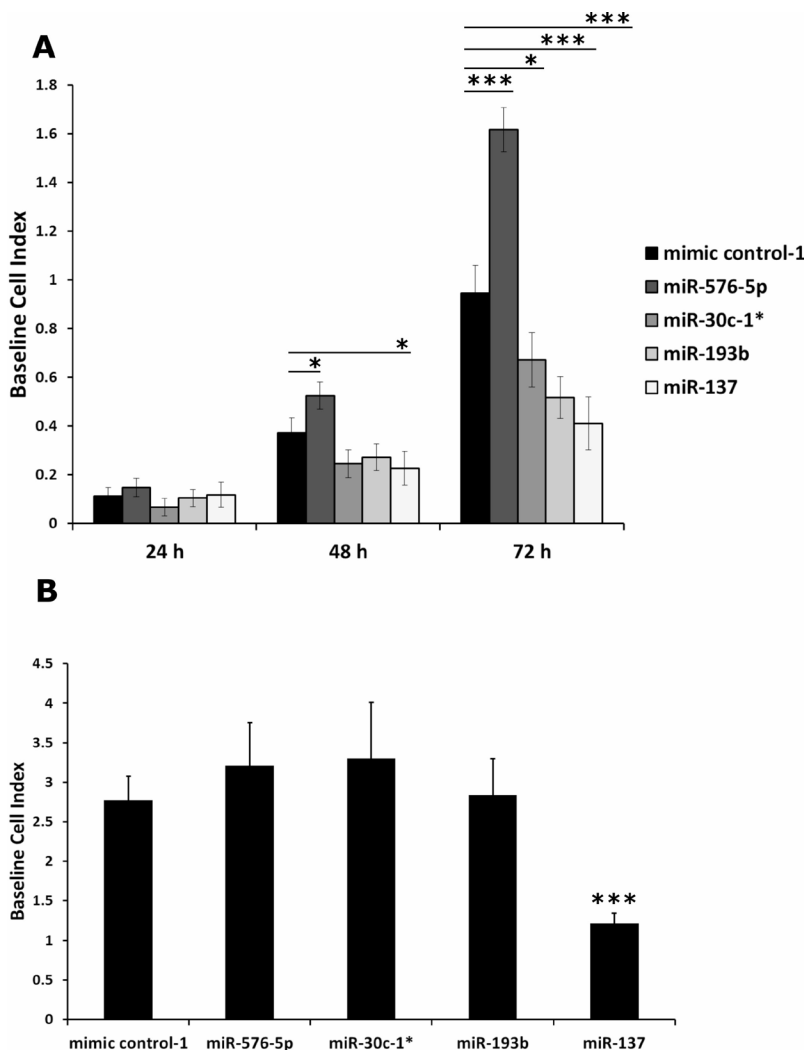 A
***
***
*
***
1.8
1.6
1.4
1.2
1
0.8
0.6
0.4
0.2
0
Baseline Cell Index
*
*
24 h
48 h
72 h
mimic control-1
miR-576-5p
miR-30c-1*
miR-193b
miR-137
B
4.5
4
3.5
3
2.5
2
1.5
1
0.5
0
Baseline Cell Index
***
mimic control-1 miR-576-5p miR-30c-1* miR-193b miR-137